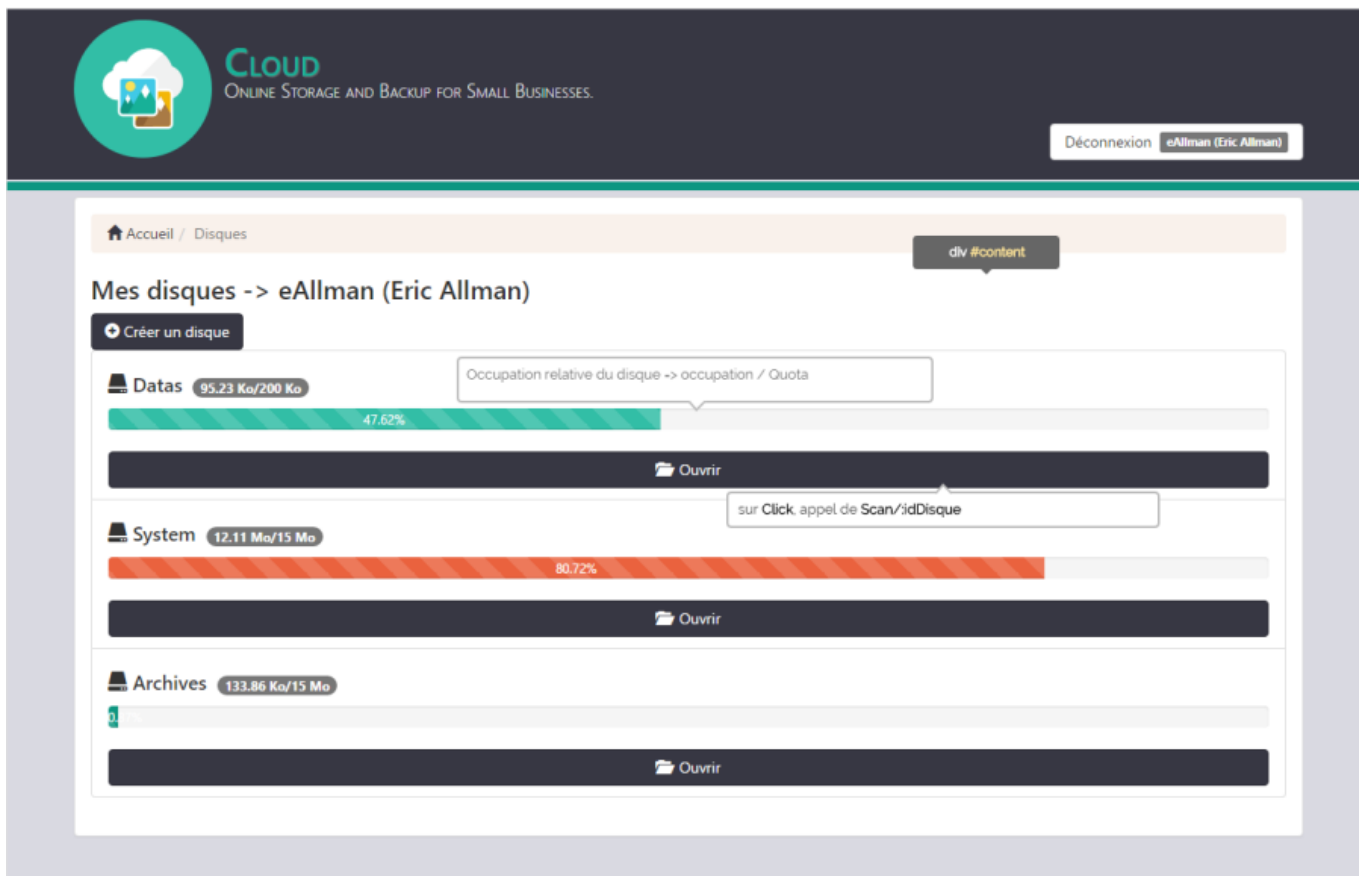 Cloud
Online Storage and Backup for Small Businesses.
Déconnexion eAllman (Eric Allman)
Accueil / Disques
div #content
Mes disques -> eAllman (Eric Allman)
Créer un disque
Datas 95.23 Ko/200 Ko
Occupation relative du disque -> occupation / Quota
47.62%
Ouvrir
sur Click, appel de Scan/:idDisque
System 12.11 Mo/15 Mo
80.72%
Ouvrir
Archives 133.86 Ko/15 Mo
Ouvrir